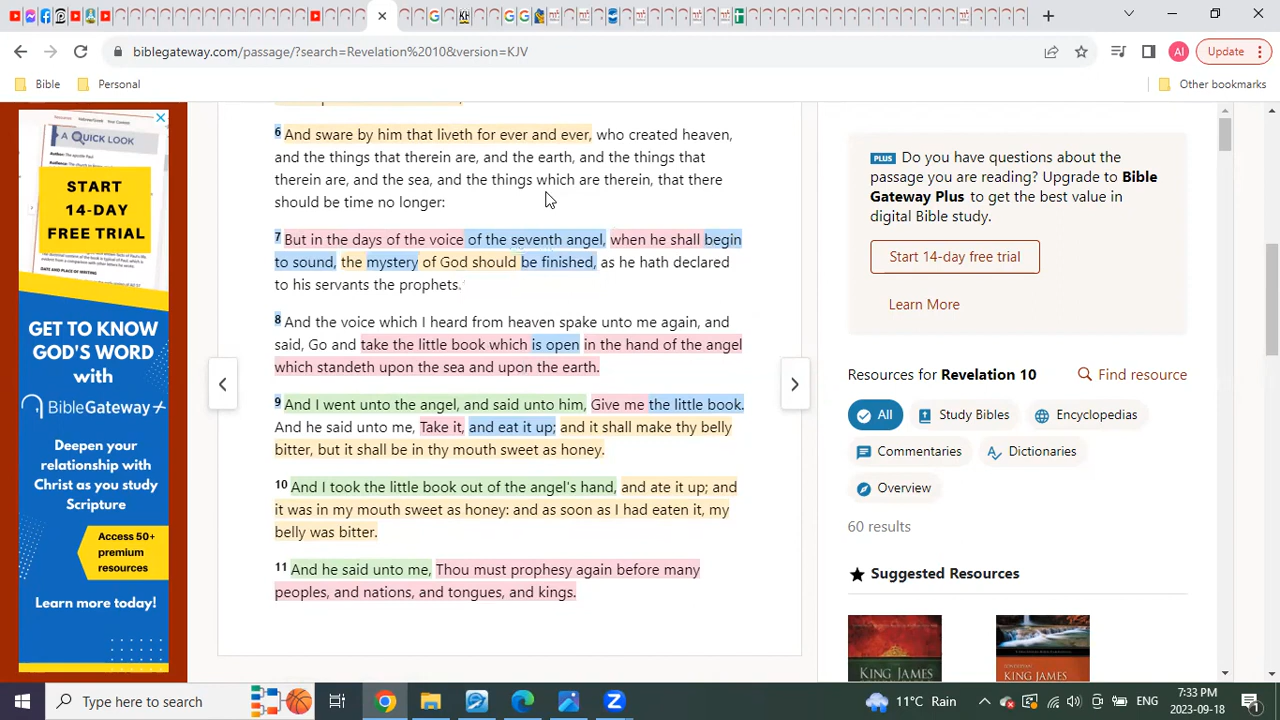 biblegateway.com/passage/?search=Revelation%2010&version=KJV
AI
Update
Bible
Personal
Other bookmarks
A QUICK LOOK
START
14-DAY
FREE TRIAL
GET TO KNOW
GOD'S WORD
with
BibleGateway+
Deepen your
relationship with
Christ as you study
Scripture
Access 50+
premium
resources
Learn more today!
6 And sware by him that liveth for ever and ever, who created heaven,
and the things that therein are, and the earth, and the things that
therein are, and the sea, and the things which are therein, that there
should be time no longer:
7 But in the days of the voice of the seventh angel, when he shall begin
to sound, the mystery of God should be finished, as he hath declared
to his servants the prophets.
8 And the voice which I heard from heaven spake unto me again, and
said, Go and take the little book which is open in the hand of the angel
which standeth upon the sea and upon the earth.
9 And I went unto the angel, and said unto him, Give me the little book.
And he said unto me, Take it, and eat it up; and it shall make thy belly
bitter, but it shall be in thy mouth sweet as honey.
10 And I took the little book out of the angel's hand, and ate it up; and
it was in my mouth sweet as honey: and as soon as I had eaten it, my
belly was bitter.
11 And he said unto me, Thou must prophesy again before many
peoples, and nations, and tongues, and kings.
PLUS Do you have questions about the
passage you are reading? Upgrade to Bible
Gateway Plus to get the best value in
digital Bible study.
Start 14-day free trial
Learn More
Resources for Revelation 10 Find resource
All Study Bibles Encyclopedias
Commentaries Dictionaries
Overview
60 results
Suggested Resources
KING JAMES
KING JAMES
Type here to search
11°C Rain
ENG
7:33 PM
2023-09-18
1